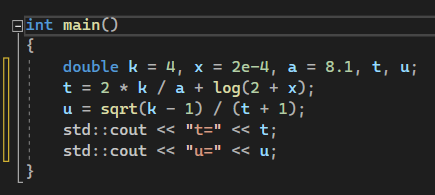 int main()
{
double k = 4, x = 2e-4, a = 8.1, t, u;
t = 2 * k / a + log(2 + x);
u = sqrt(k - 1) / (t + 1);
std::cout << "t=" << t;
std::cout << "u=" << u;
}